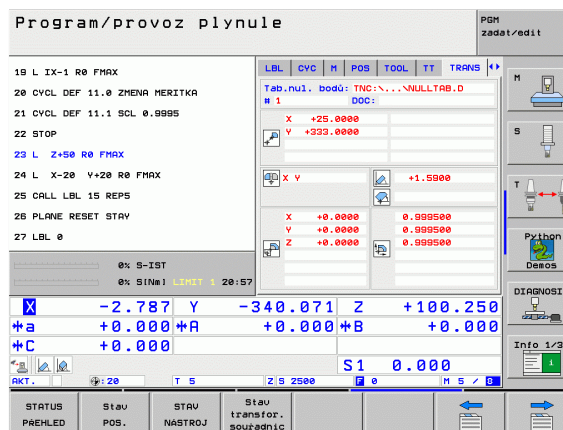 Program/provoz plynule
PGM
zadat/edit
19 L IX-1 R0 FMAX
20 CYCL DEF 11.0 ZMENA MERITKA
21 CYCL DEF 11.1 SCL 0.9995
22 STOP
23 L Z+50 R0 FMAX
24 L X-20 Y+20 R0 FMAX
25 CALL LBL 15 REP5
26 PLANE RESET STAY
27 LBL 0
LBL CYC M POS TOOL TT TRANS
Tab.nul. bodů: TNC:\...\NULLTAB.D
# 1 DOC:
X +25.0000
Y +333.0000
X Y +1.5900
X +0.0000 0.999500
Y +0.0000 0.999500
Z +0.0000 0.999500
0% S-IST
0% S[Nm] LIMIT 1 20:57
X -2.787 Y -340.071 Z +100.250
a +0.000 A +0.000 B +0.000
C +0.000
S1 0.000
AKT. : 20 T 5 Z S 2500 F 0 M 5 / 8
M
S
T
Python
Demos
DIAGNOSI
Info 1/3
i
STATUS
PŘEHLED
Stav
POS.
STAV
NÁSTROJ
Stav
transfor.
souřadnic